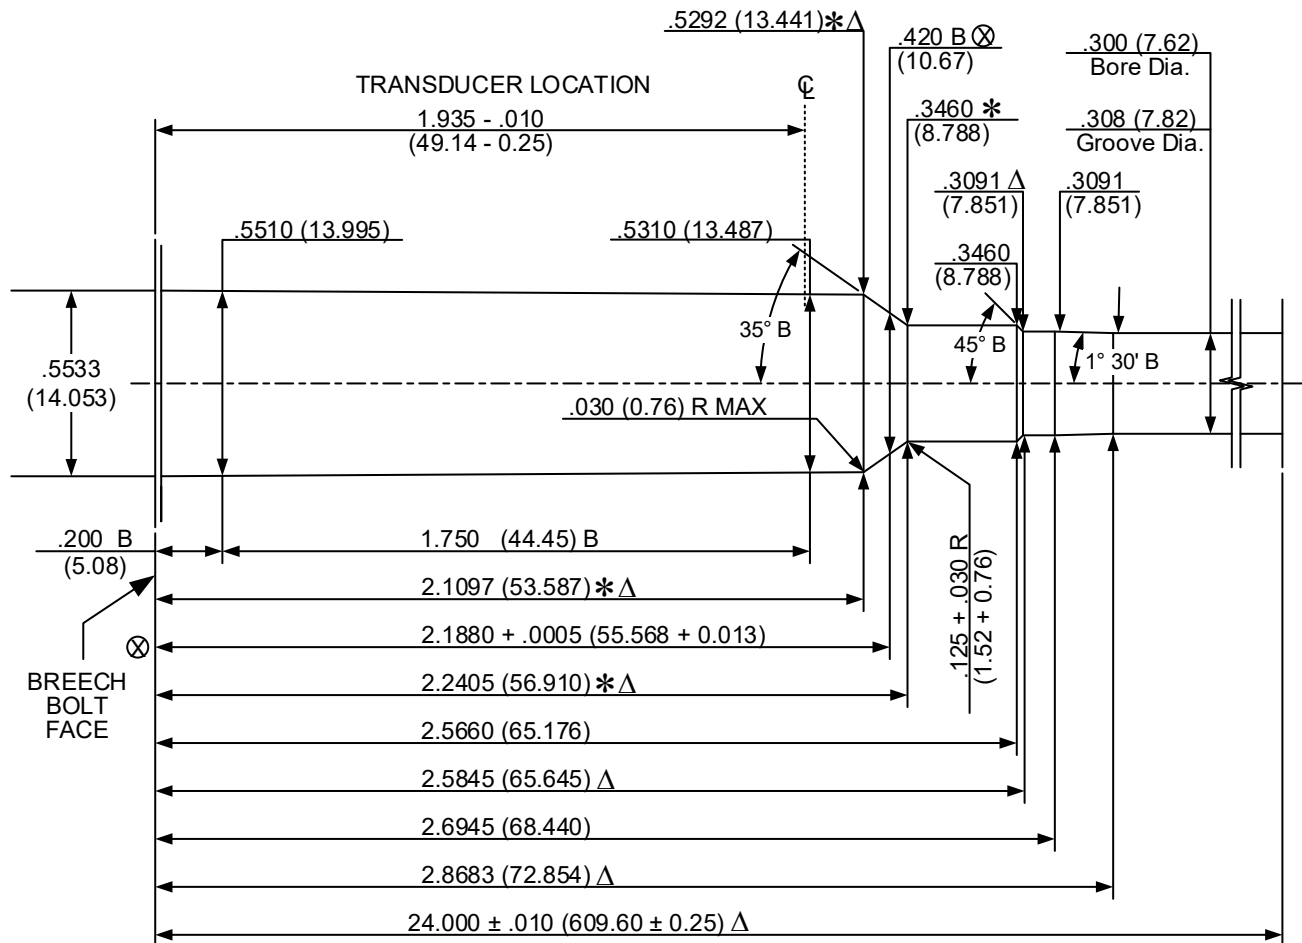 .5292 (13.441)✻Δ
.420 B Ⓧ
(10.67)
.300 (7.62)
Bore Dia.
TRANSDUCER LOCATION
℄
1.935 - .010
(49.14 - 0.25)
.3460 ✻
(8.788)
.308 (7.82)
Groove Dia.
.3091 Δ
(7.851)
.3091
(7.851)
.5510 (13.995)
.5310 (13.487)
.3460
(8.788)
35° B
45° B
1° 30' B
.5533
(14.053)
.030 (0.76) R MAX
.200 B
(5.08)
1.750 (44.45) B
.125 + .030 R
(1.52 + 0.76)
2.1097 (53.587)✻Δ
Ⓧ
2.1880 + .0005 (55.568 + 0.013)
BREECH
BOLT
FACE
2.2405 (56.910)✻Δ
2.5660 (65.176)
2.5845 (65.645) Δ
2.6945 (68.440)
2.8683 (72.854) Δ
24.000 ± .010 (609.60 ± 0.25) Δ